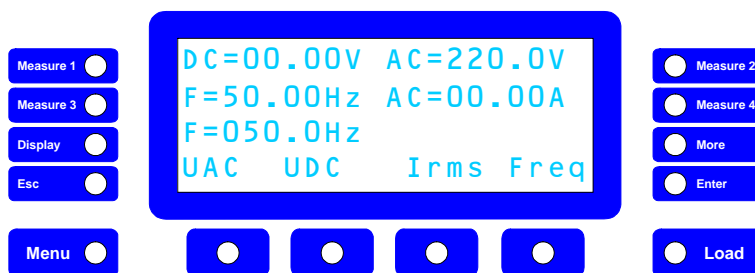 Measure 1
Measure 3
Display
Esc
Menu
DC=00.00V AC=220.0V
F=50.00Hz AC=00.00A
F=050.0Hz
UAC UDC Irms Freq
Measure 2
Measure 4
More
Enter
Load